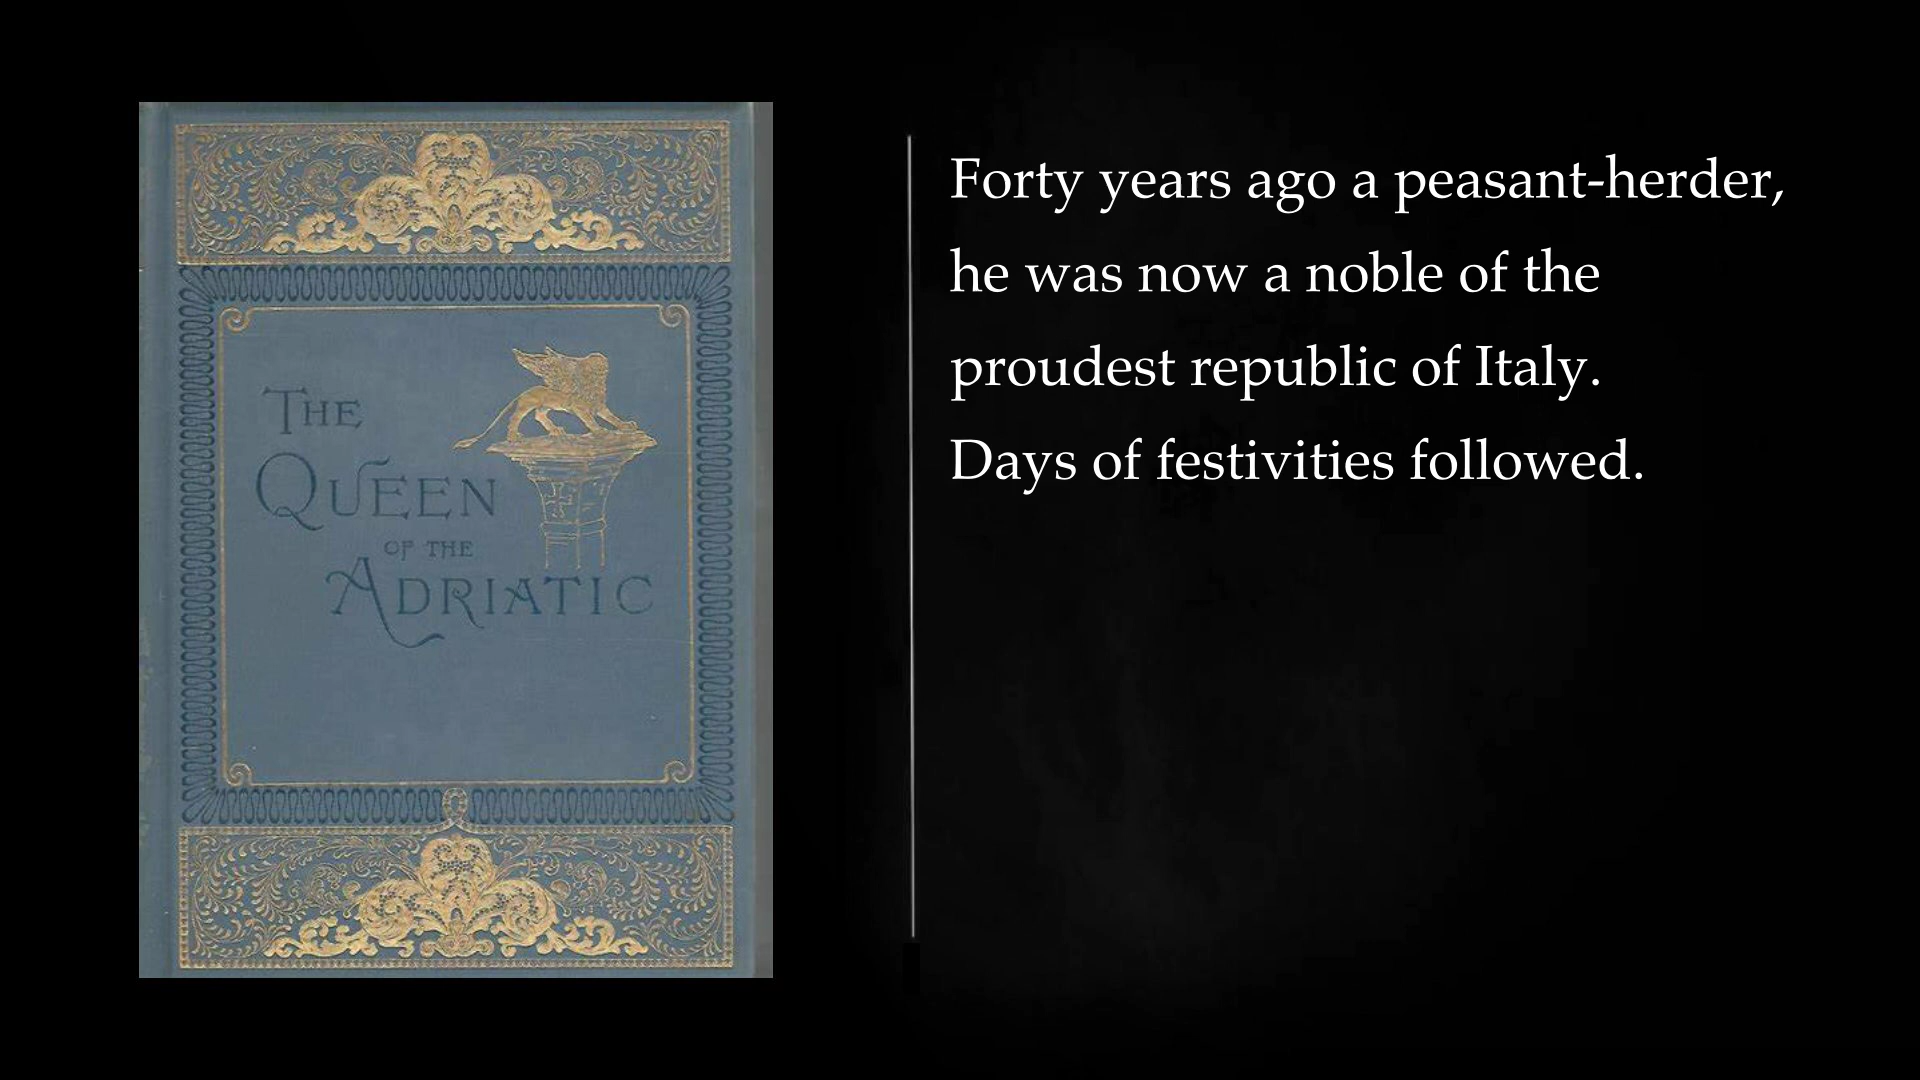 The
Queen
of the
Adriatic
Forty years ago a peasant-herder,
he was now a noble of the
proudest republic of Italy.
Days of festivities followed.